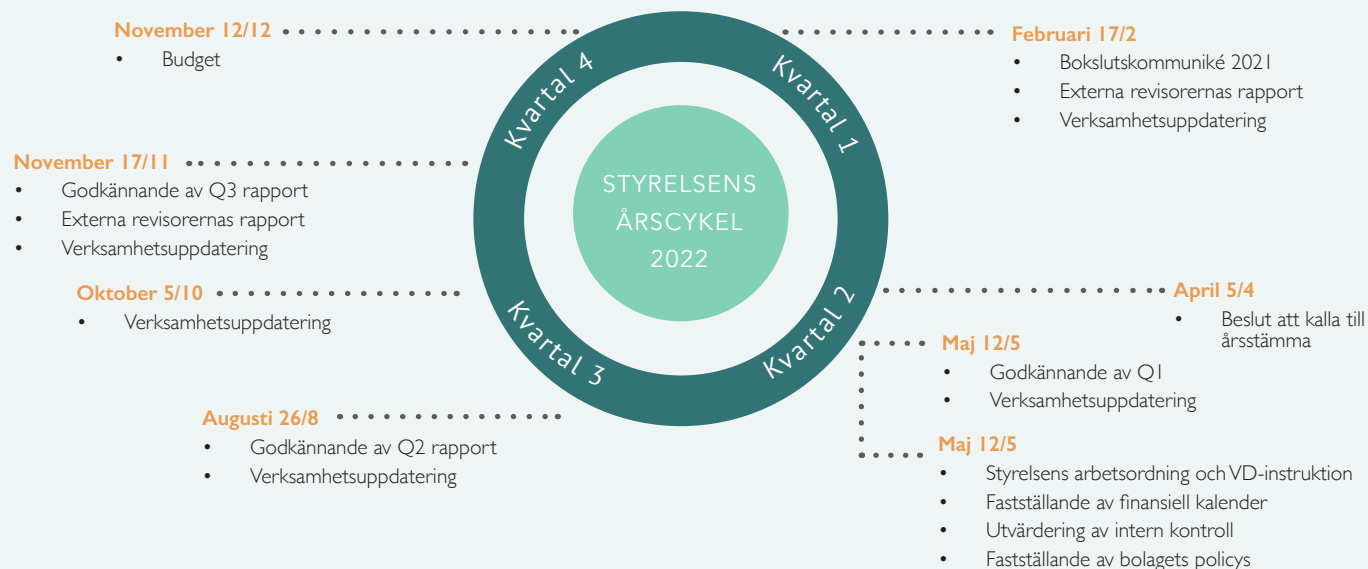 November 12/12
• Budget
November 17/11
• Godkännande av Q3 rapport
• Externa revisorernas rapport
• Verksamhetsuppdatering
Oktober 5/10
• Verksamhetsuppdatering
Augusti 26/8
• Godkännande av Q2 rapport
• Verksamhetsuppdatering
Kvartal 4
Kvartal 1
Kvartal 3
Kvartal 2
STYRELSENS
ÅRSCYKEL
2022
Februari 17/2
• Bokslutskommuniké 2021
• Externa revisorernas rapport
• Verksamhetsuppdatering
April 5/4
• Beslut att kalla till
årsstämma
Maj 12/5
• Godkännande av Q1
• Verksamhetsuppdatering
Maj 12/5
• Styrelsens arbetsordning och VD-instruktion
• Fastställande av finansiell kalender
• Utvärdering av intern kontroll
• Fastställande av bolagets policys